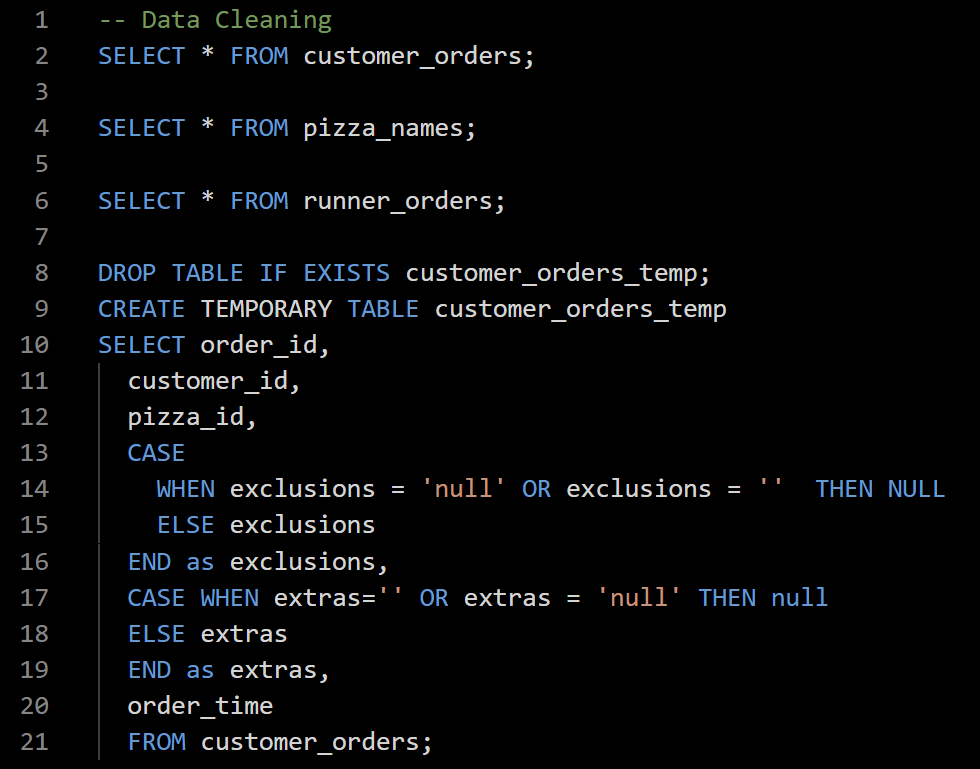 1 -- Data Cleaning
2 SELECT * FROM customer_orders;
3
4 SELECT * FROM pizza_names;
5
6 SELECT * FROM runner_orders;
7
8 DROP TABLE IF EXISTS customer_orders_temp;
9 CREATE TEMPORARY TABLE customer_orders_temp
10 SELECT order_id,
11   customer_id,
12   pizza_id,
13   CASE
14     WHEN exclusions = 'null' OR exclusions = ''  THEN NULL
15     ELSE exclusions
16   END as exclusions,
17   CASE WHEN extras='' OR extras = 'null' THEN null
18   ELSE extras
19   END as extras,
20   order_time
21   FROM customer_orders;